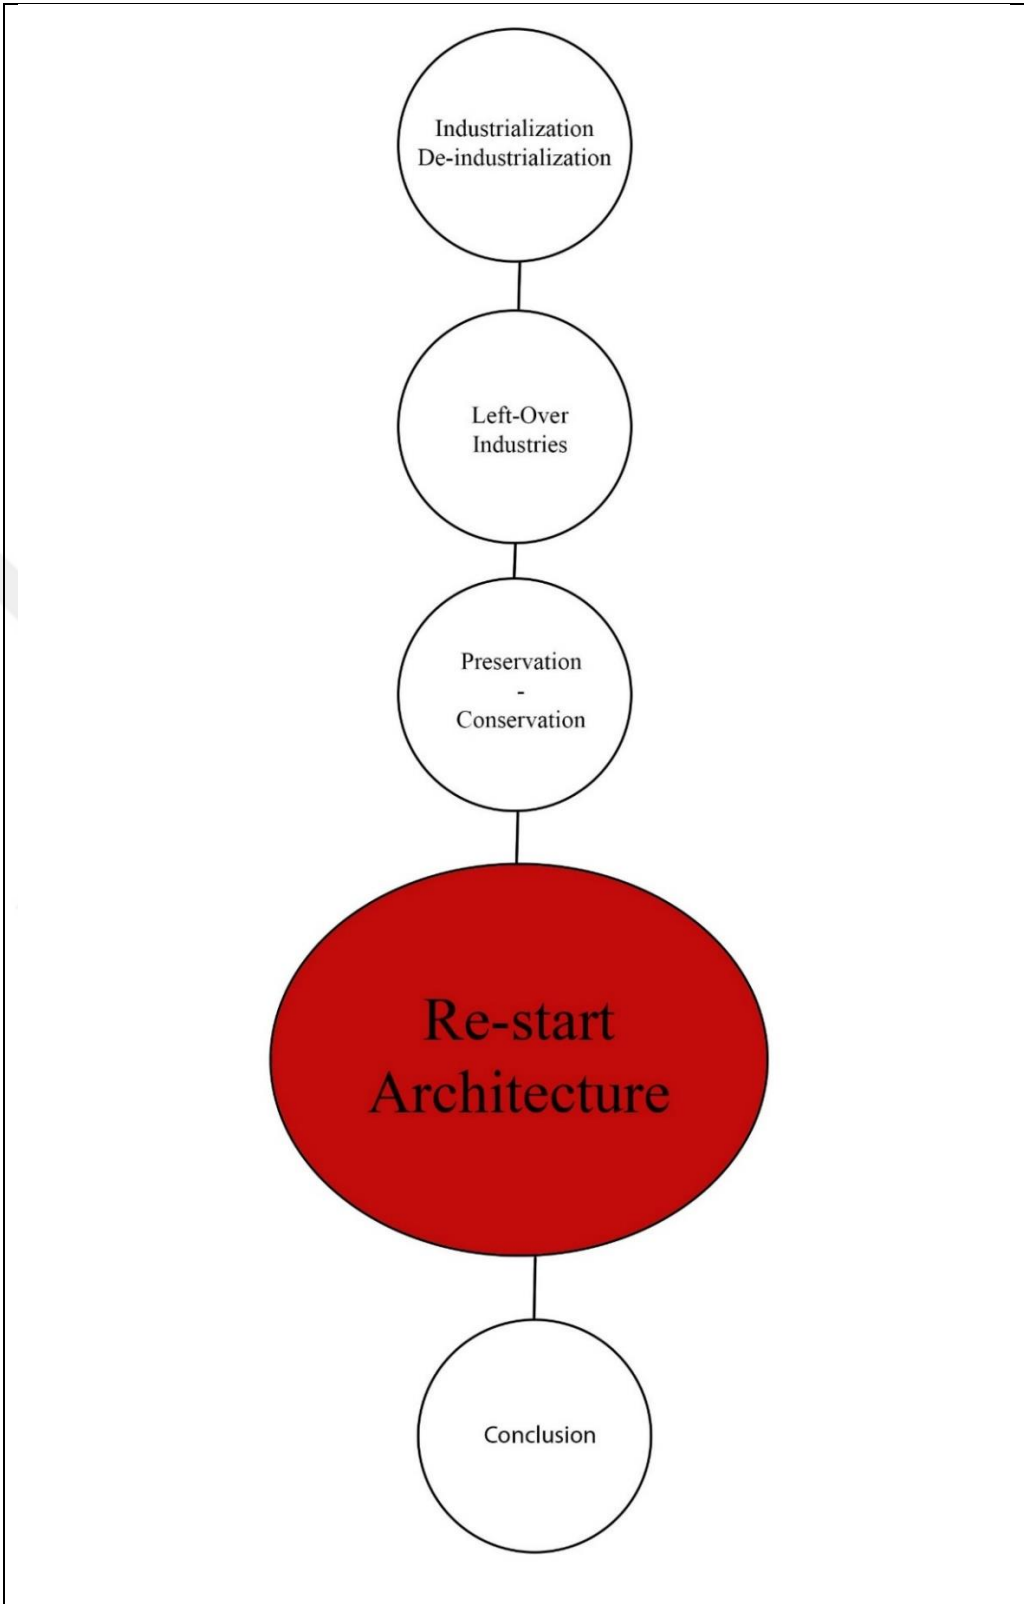 Industrialization
De-industrialization
Left-Over
Industries
Preservation
-
Conservation
Re-start
Architecture
Conclusion